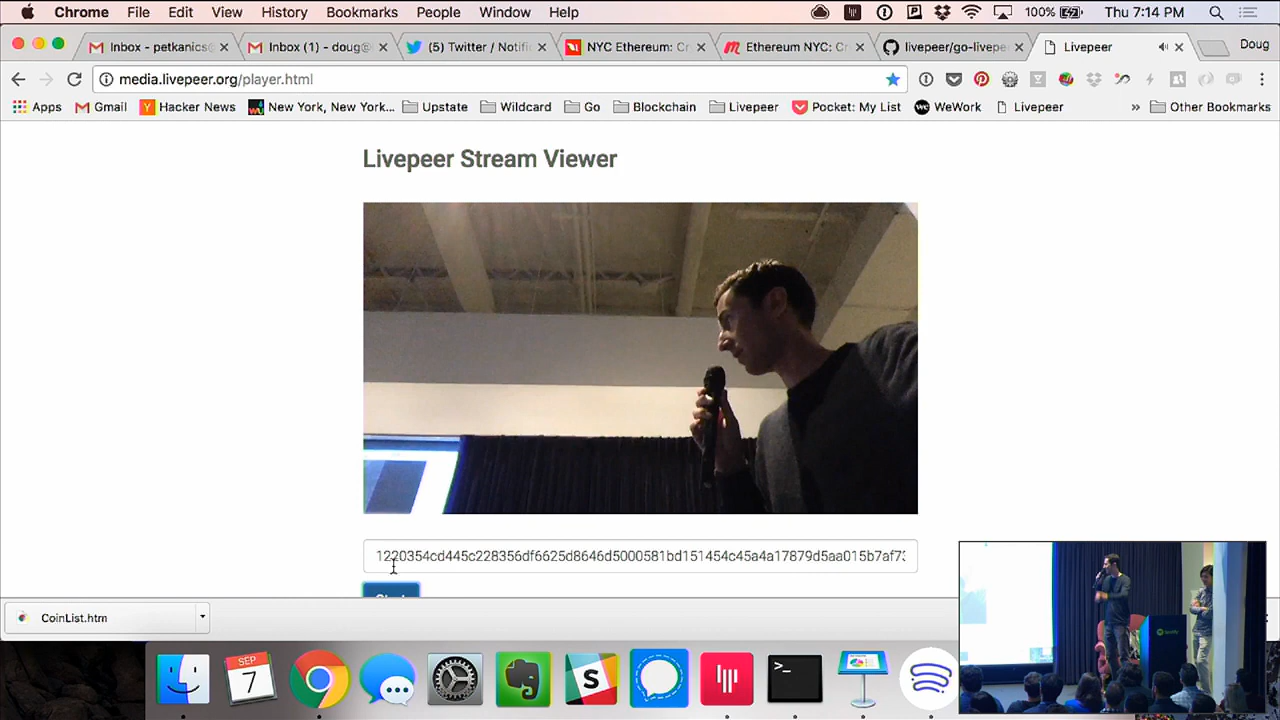 Chrome File Edit View History Bookmarks People Window Help 100% Thu 7:14 PM
Inbox - petkanics@ Inbox (1) - doug@ (5) Twitter / Notifi NYC Ethereum: Cr Ethereum NYC: Cr livepeer/go-livepe Livepeer Doug
media.livepeer.org/player.html
Apps Gmail Hacker News New York, New York... Upstate Wildcard Go Blockchain Livepeer Pocket: My List WeWork Livepeer » Other Bookmarks
Livepeer Stream Viewer
1220354cd445c228356df6625d8646d5000581bd151454c45a4a17879d5aa015b7af73
CoinList.htm
SEP
7